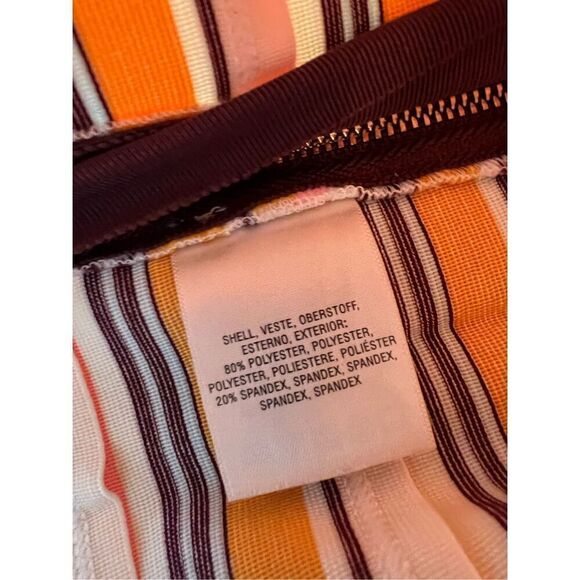 SHELL, VESTE, OBERSTOFF,
ESTERNO, EXTERIOR:
80% POLYESTER, POLYESTER,
POLYESTER, POLIESTERE, POLIÉSTER
20% SPANDEX, SPANDEX, SPANDEX,
SPANDEX, SPANDEX